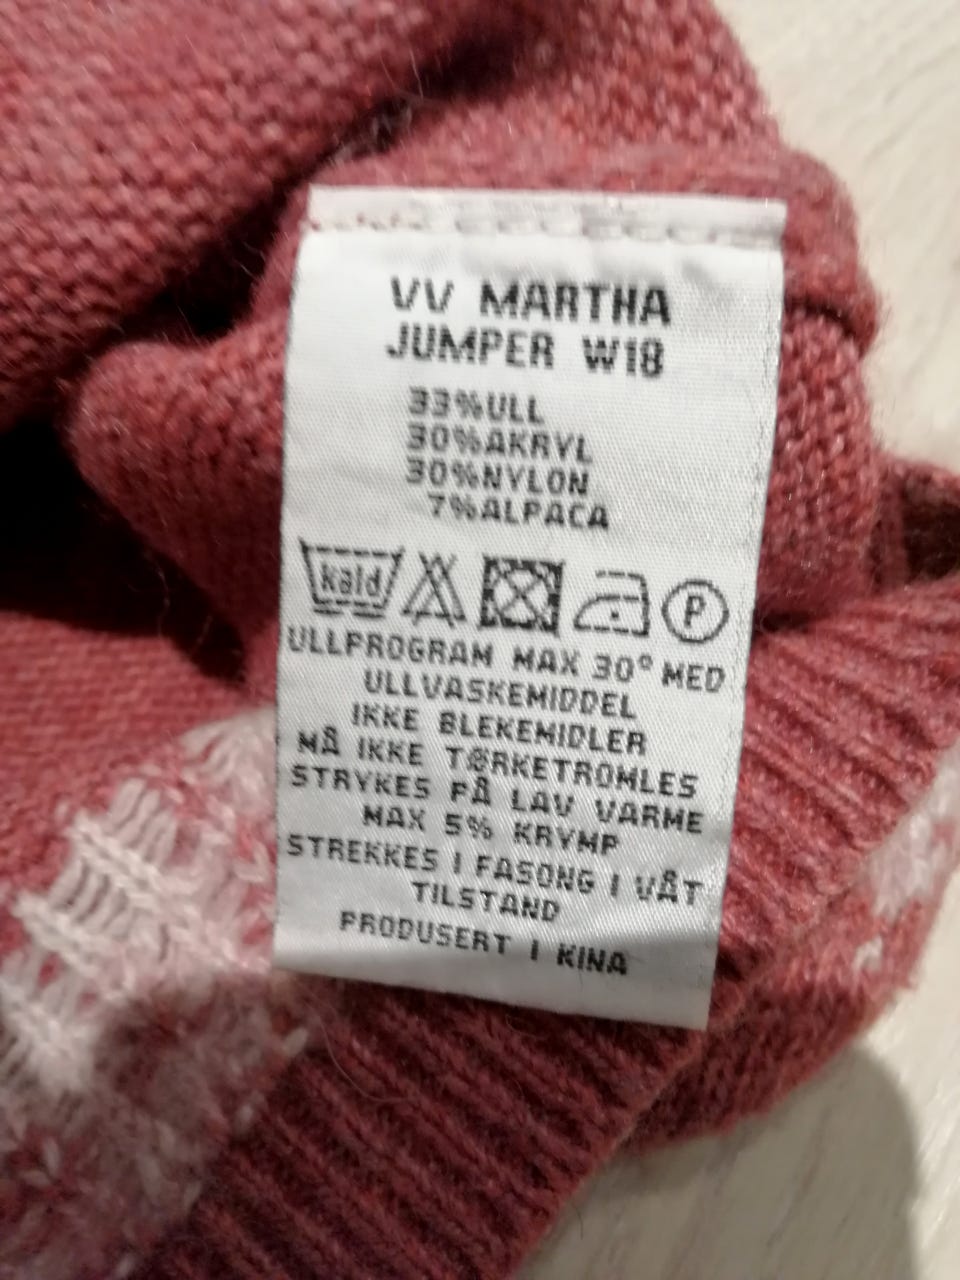 VV MARTHA
JUMPER W18
33%ULL
30%AKRYL
30%NYLON
7%ALPACA
kald P
ULLPROGRAM MAX 30° MED
ULLVASKEMIDDEL
IKKE BLEKEMIDLER
MÅ IKKE TØRKETROMLES
STRYKES PÅ LAV VARME
MAX 5% KRYMP
STREKKES I FASONG I VÅT
TILSTAND
PRODUSERT I KINA